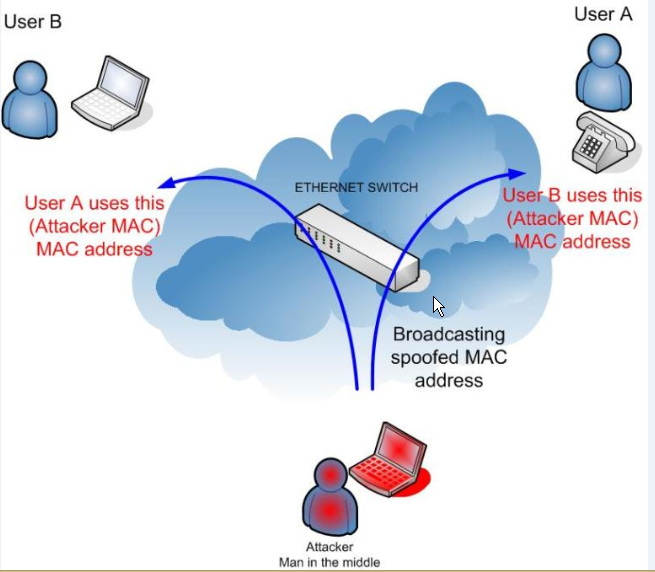 User B
User A
ETHERNET SWITCH
User A uses this
(Attacker MAC)
MAC address
User B uses this
(Attacker MAC)
MAC address
Broadcasting
spoofed MAC
address
Attacker
Man in the middle